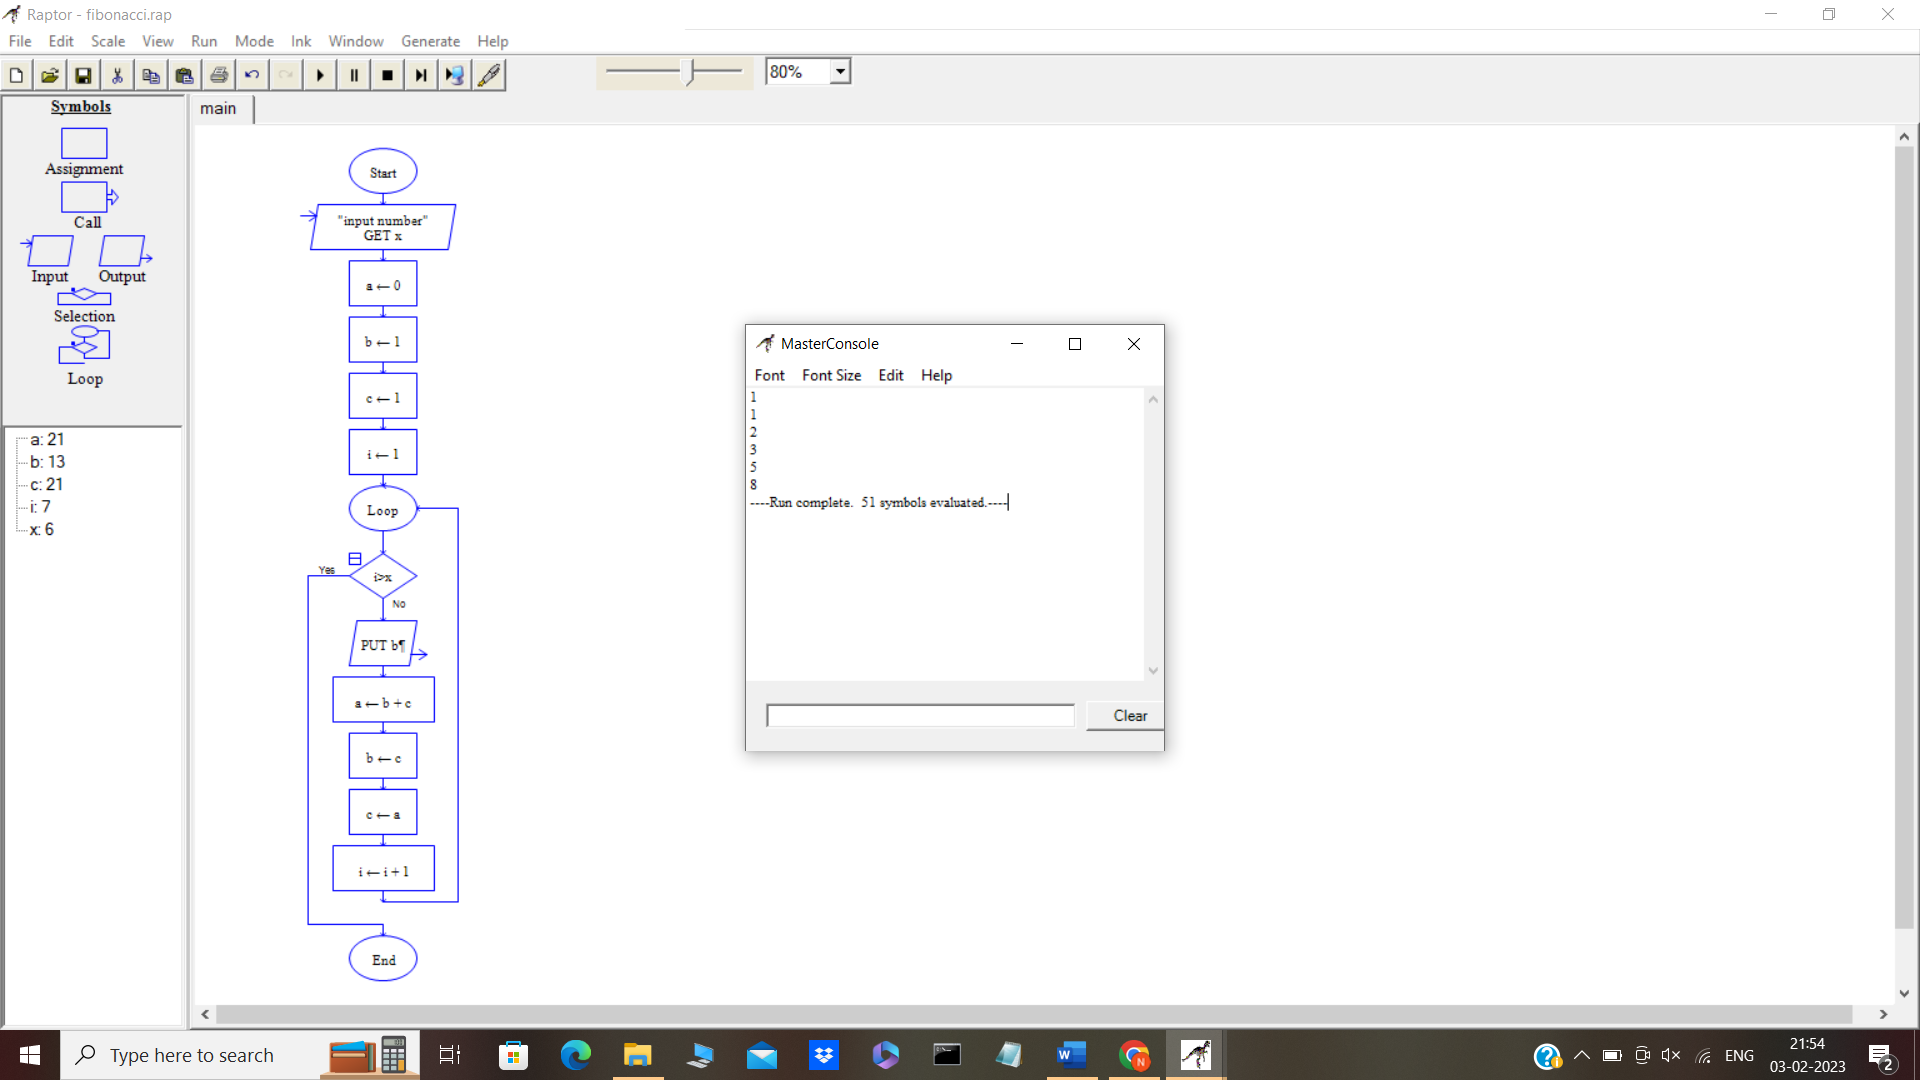 Raptor - fibonacci.rap
File Edit Scale View Run Mode Ink Window Generate Help
80%
Symbols
Assignment
Call
Input Output
Selection
Loop
a: 21
b: 13
c: 21
i: 7
x: 6
main
Start
"input number"
GET x
a ← 0
b ← 1
c ← 1
i ← 1
Loop
Yes
i>x
No
PUT b¶
a ← b + c
b ← c
c ← a
i ← i + 1
End
MasterConsole
Font Font Size Edit Help
1
1
2
3
5
8
----Run complete.  51 symbols evaluated.----
Clear
Type here to search
ENG
21:54
03-02-2023
2